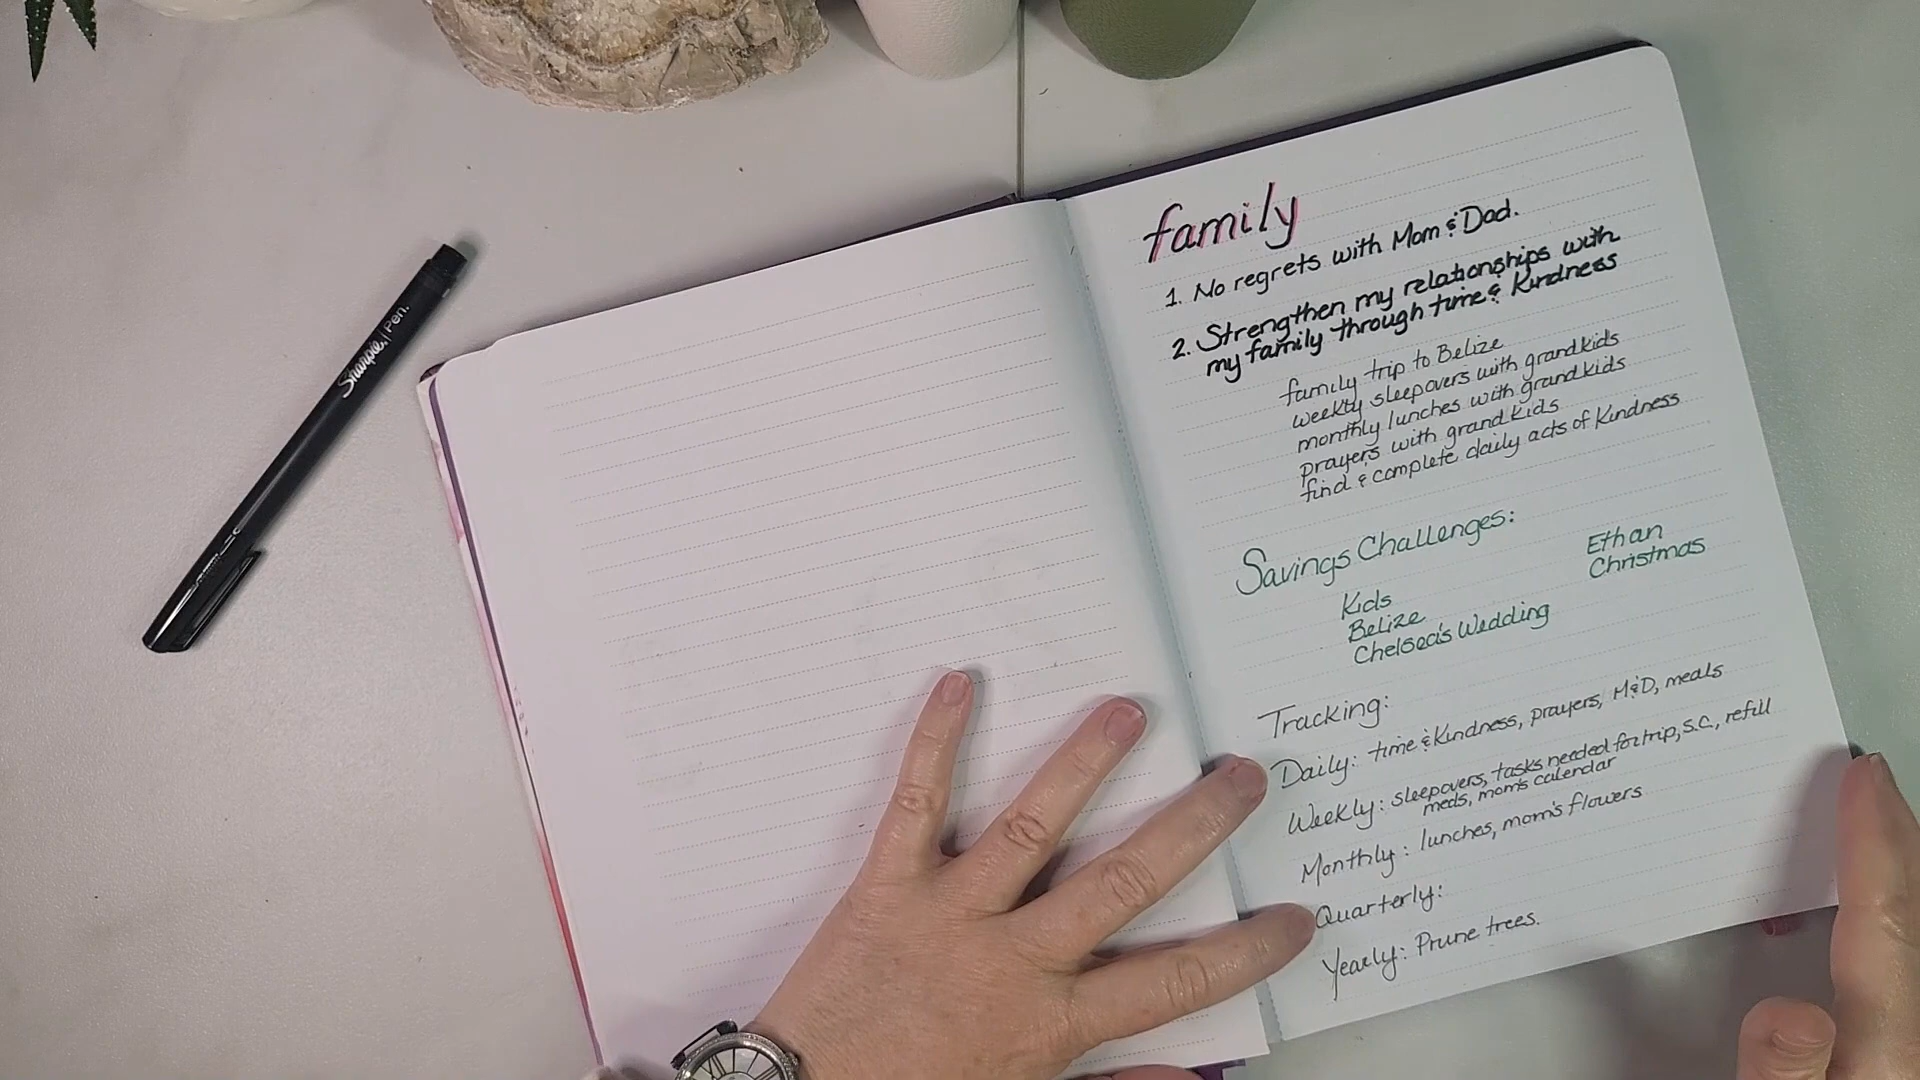 Sharpie. Pen.
family
1. No regrets with Mom & Dad.
2. Strengthen my relationships with
my family through time & Kindness
family trip to Belize
weekly sleepovers with grandkids
monthly lunches with grandkids
prayers with grandkids
find & complete daily acts of Kindness
Savings Challenges:
Kids
Belize
Chelsea's Wedding
Ethan
Christmas
Tracking:
Daily: time & Kindness, prayers, M&D, meals
Weekly: sleepovers, tasks needed for trip, S.C., refill
meds, mom's calendar
Monthly: lunches, mom's flowers
Quarterly:
Yearly: Prune trees.